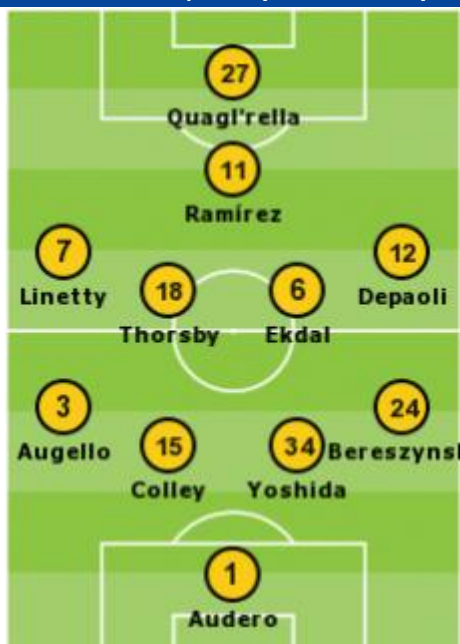 27
Quagl'rella
11
Ramírez
7
12
Linetty
18
6
Depaoli
Thorsby
Ekdal
3
24
Augello
15
34
Bereszynsl
Colley
Yoshida
1
Audero